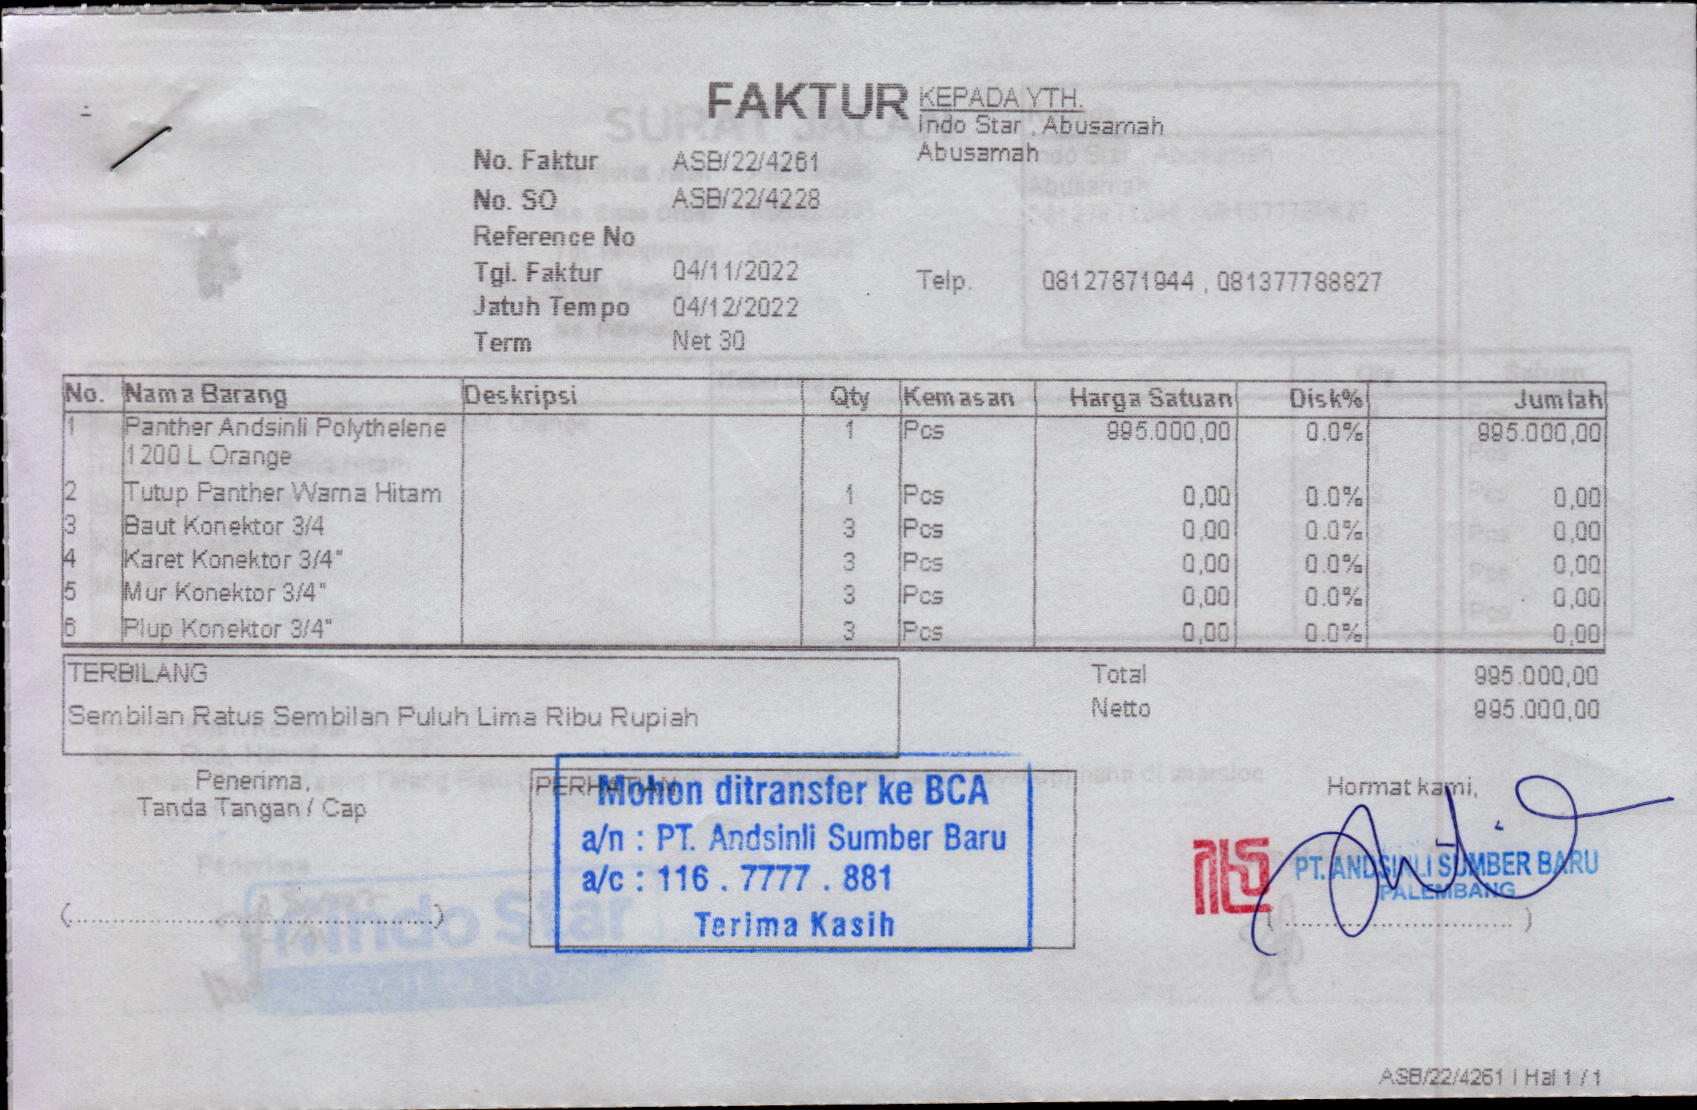 FAKTUR
KEPADA YTH.
Indo Star , Abusamah
Abusamah
No. Faktur ASB/22/4261
No. SO ASB/22/4228
Reference No
Tgl. Faktur 04/11/2022
Telp. 08127871944 , 081377788827
Jatuh Tempo 04/12/2022
Term Net 30
No. Nama Barang Deskripsi Qty Kemasan Harga Satuan Disk% Jumlah
1 Panther Andsinli Polythelene 1 Pcs 995.000,00 0.0% 995.000,00
1200 L Orange
2 Tutup Panther Warna Hitam 1 Pcs 0,00 0.0% 0,00
3 Baut Konektor 3/4 3 Pcs 0,00 0.0% 0,00
4 Karet Konektor 3/4" 3 Pcs 0,00 0.0% 0,00
5 Mur Konektor 3/4" 3 Pcs 0,00 0.0% 0,00
6 Plup Konektor 3/4" 3 Pcs 0,00 0.0% 0,00
TERBILANG
Sembilan Ratus Sembilan Puluh Lima Ribu Rupiah
Total 995.000,00
Netto 995.000,00
Penerima,
Tanda Tangan / Cap
PERHATIAN
Mohon ditransfer ke BCA
a/n : PT. Andsinli Sumber Baru
a/c : 116 . 7777 . 881
Terima Kasih
Hormat kami,
PT. ANDSINLI SUMBER BARU
PALEMBANG
Indo Star
ASB/22/4261 | Hal 1 / 1